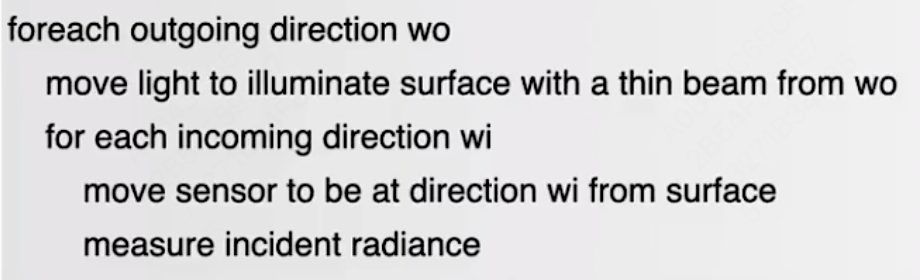 foreach outgoing direction wo
move light to illuminate surface with a thin beam from wo
for each incoming direction wi
move sensor to be at direction wi from surface
measure incident radiance